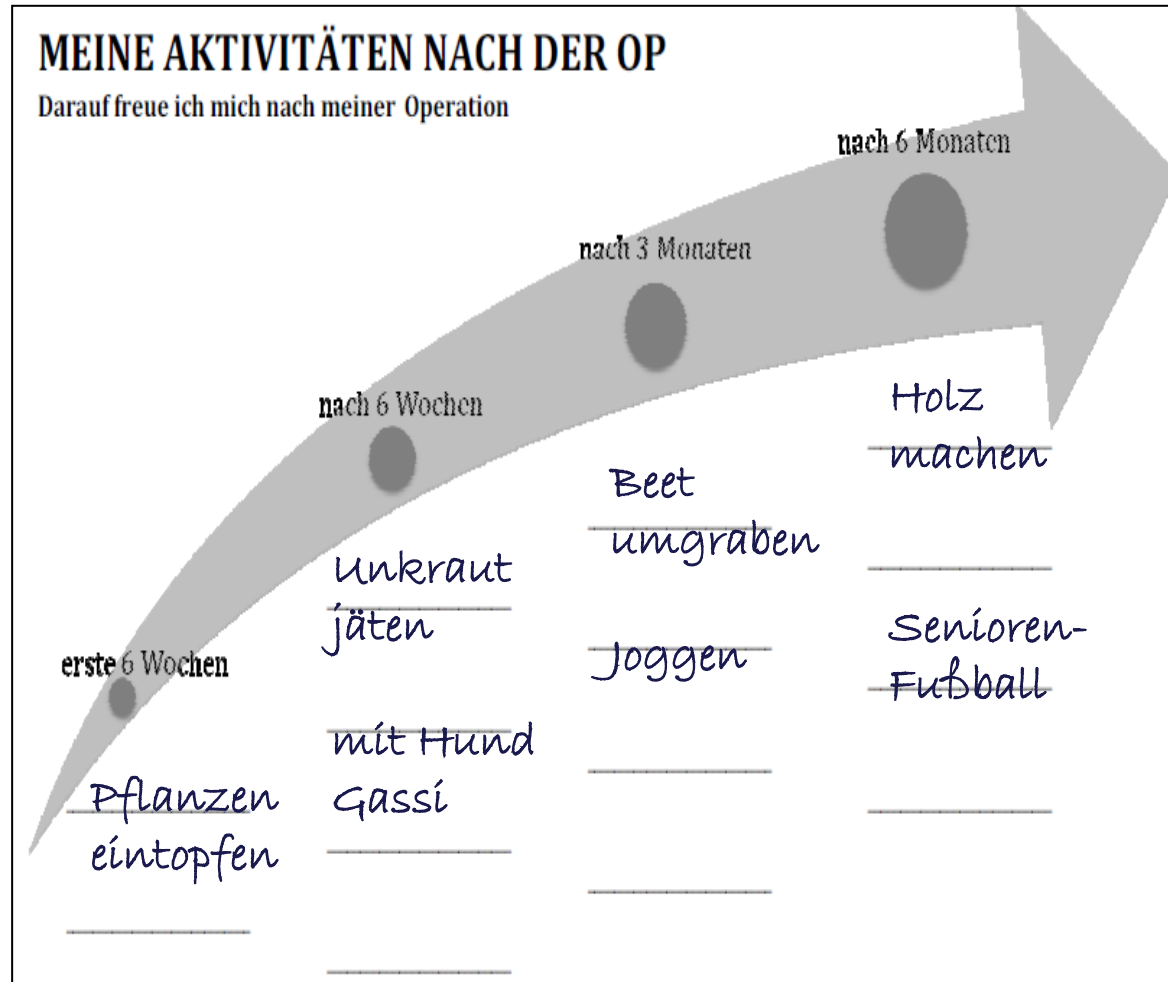 MEINE AKTIVITÄTEN NACH DER OP
Darauf freue ich mich nach meiner Operation
erste 6 Wochen
Pflanzen
eintopfen
nach 6 Wochen
Unkraut
jäten
mit Hund
Gassi
nach 3 Monaten
Beet
umgraben
Joggen
nach 6 Monaten
Holz
machen
Senioren-
Fußball